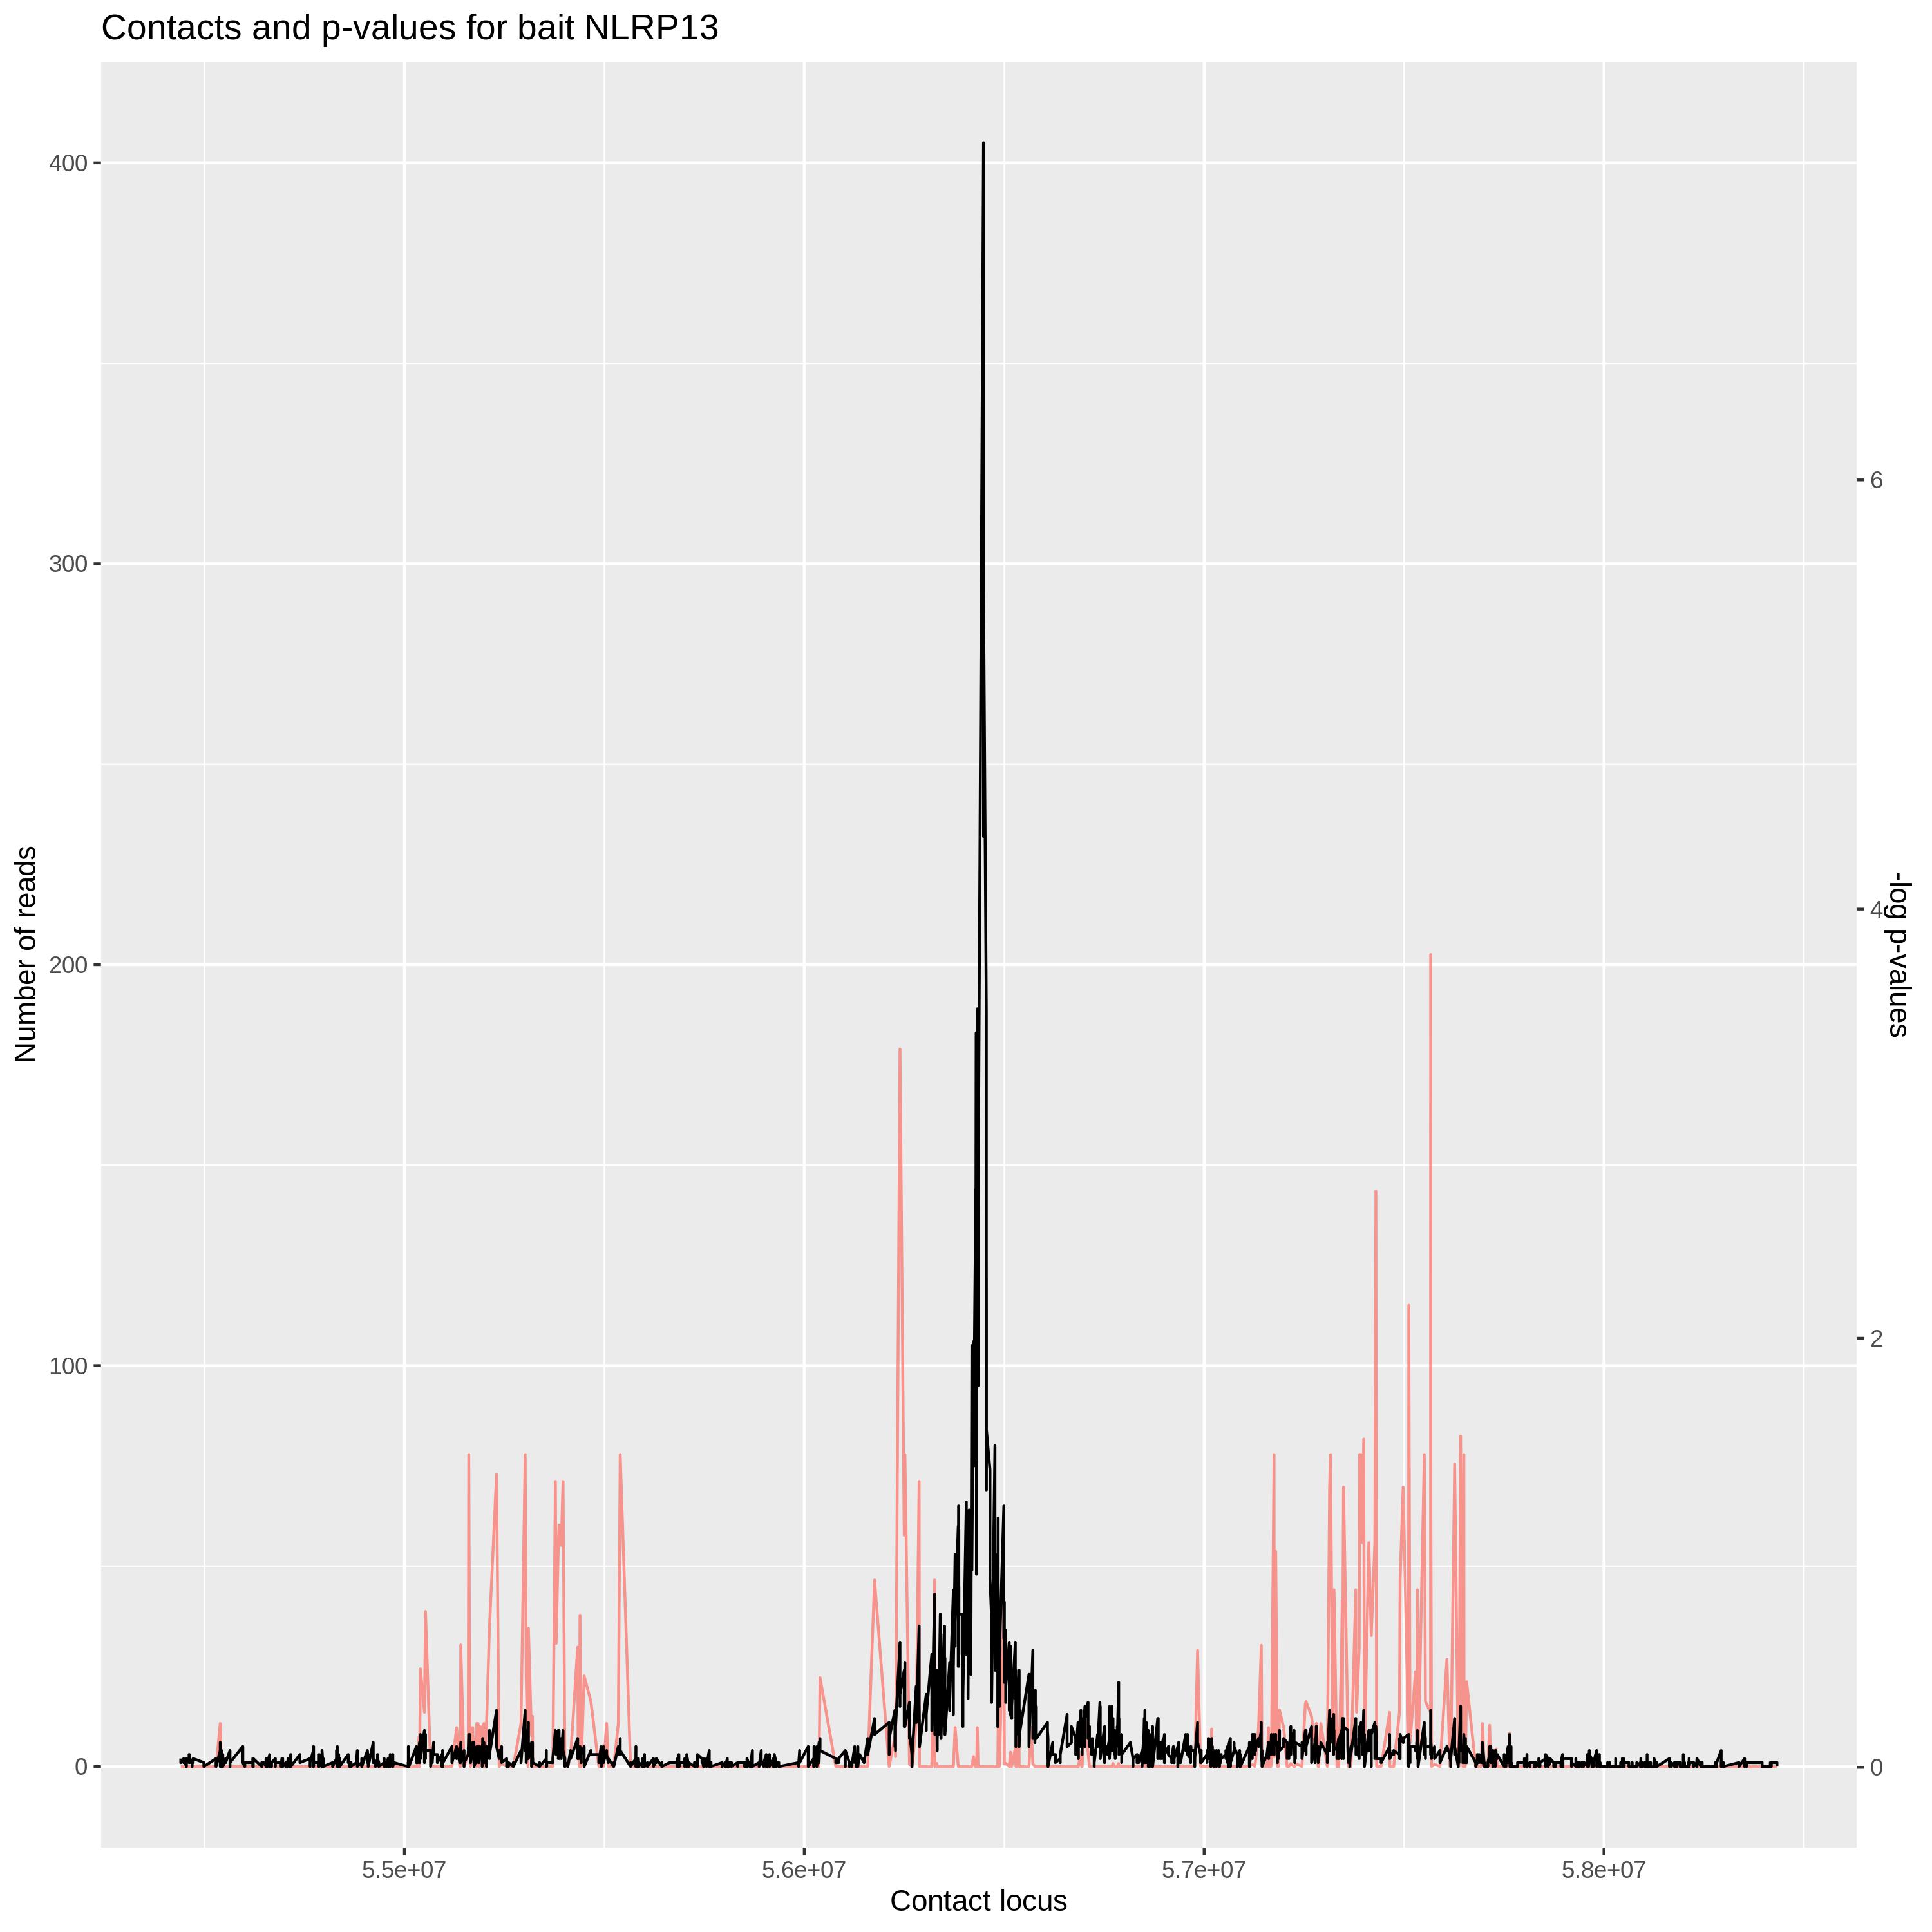 Contacts and p-values for bait NLRP13
400
300
200
100
0
Number of reads
6
4
2
0
-log p-values
5.5e+07 5.6e+07 5.7e+07 5.8e+07
Contact locus